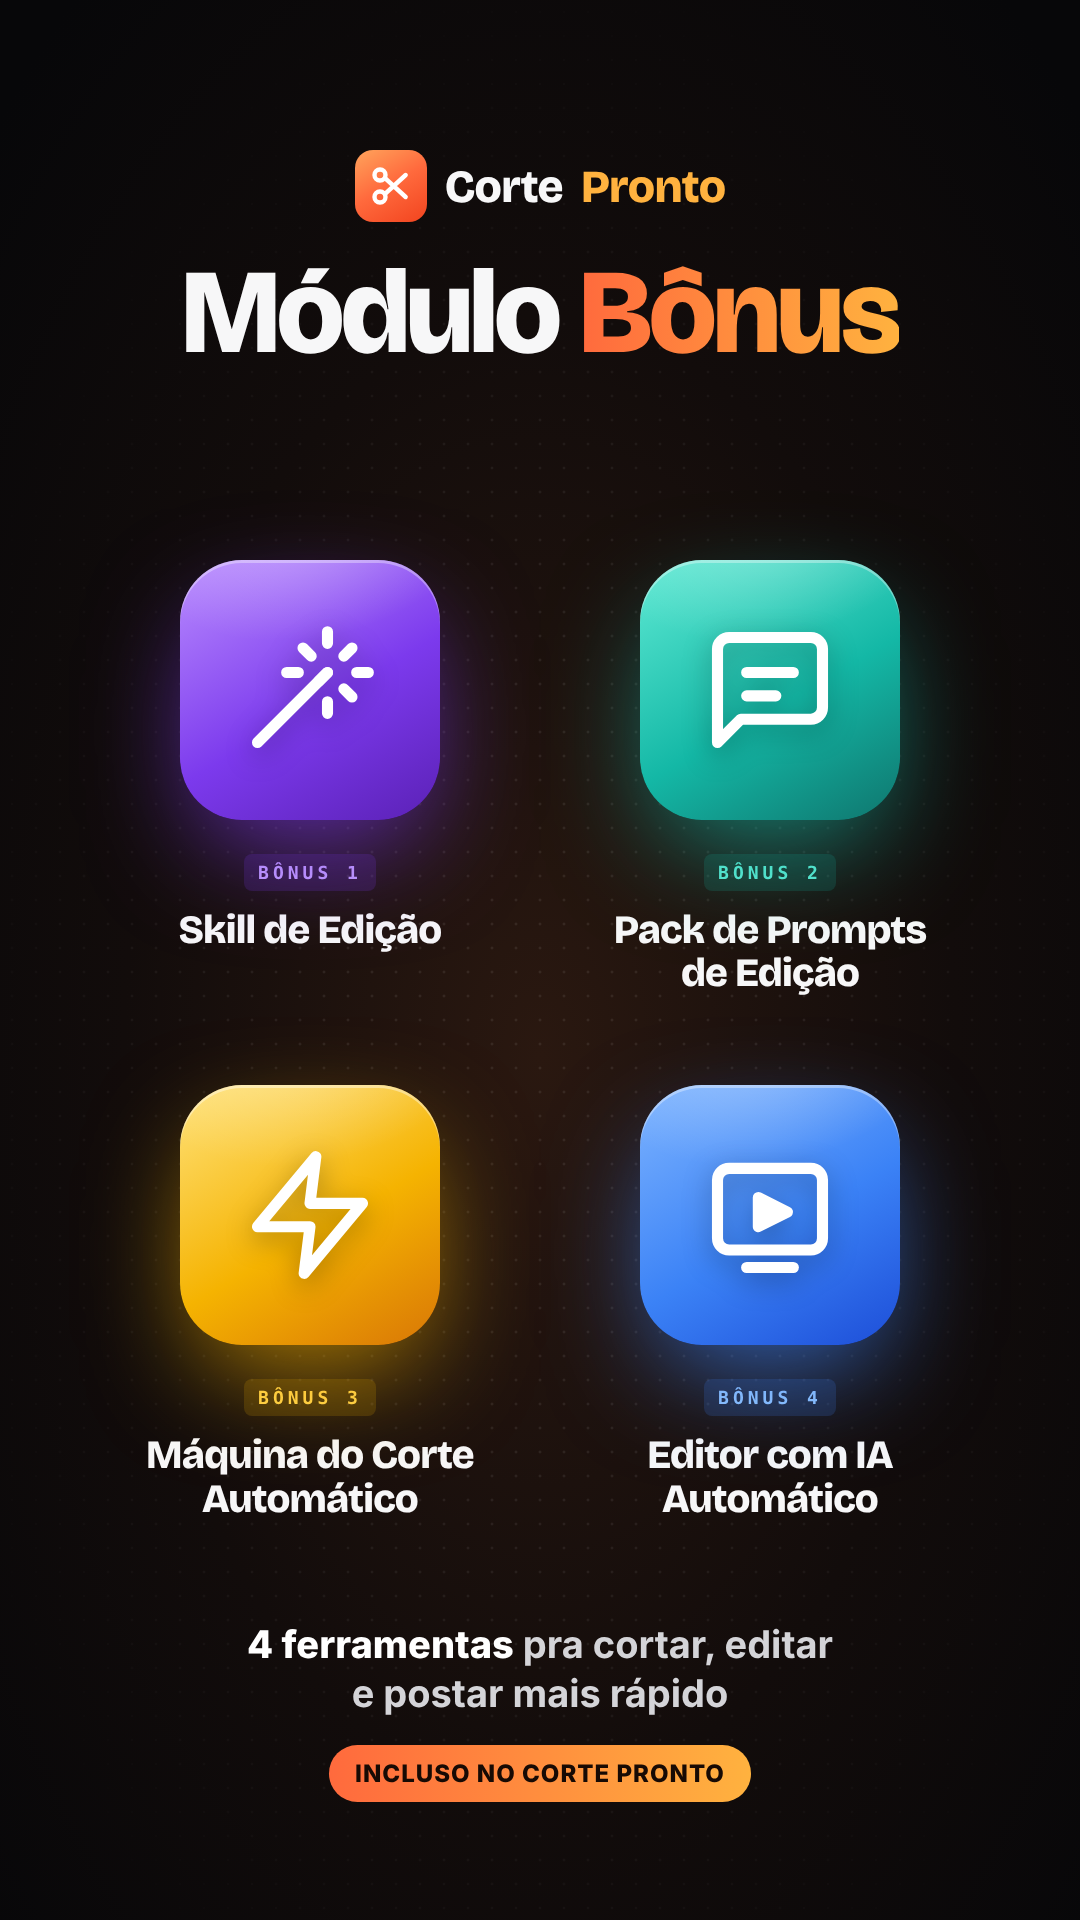 Corte Pronto
Módulo Bônus
BÔNUS 1
Skill de Edição
BÔNUS 2
Pack de Prompts
de Edição
BÔNUS 3
Máquina do Corte
Automático
BÔNUS 4
Editor com IA
Automático
4 ferramentas pra cortar, editar
e postar mais rápido
INCLUSO NO CORTE PRONTO